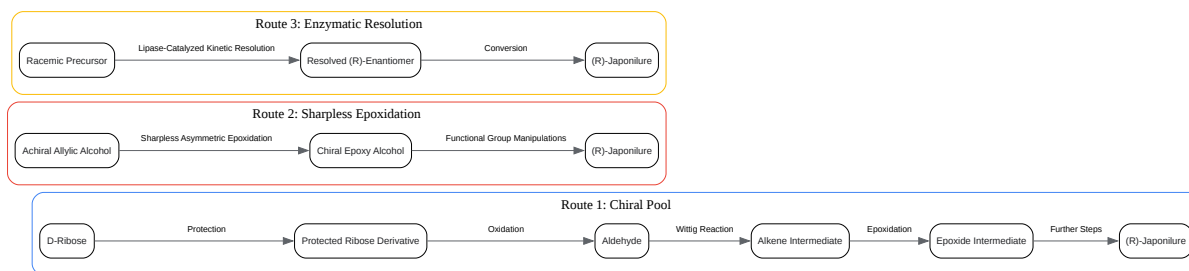 Route 3: Enzymatic Resolution
Racemic Precursor
Lipase-Catalyzed Kinetic Resolution
Resolved (R)-Enantiomer
Conversion
(R)-Japonilure
Route 2: Sharpless Epoxidation
Achiral Allylic Alcohol
Sharpless Asymmetric Epoxidation
Chiral Epoxy Alcohol
Functional Group Manipulations
(R)-Japonilure
Route 1: Chiral Pool
D-Ribose
Protection
Protected Ribose Derivative
Oxidation
Aldehyde
Wittig Reaction
Alkene Intermediate
Epoxidation
Epoxide Intermediate
Further Steps
(R)-Japonilure